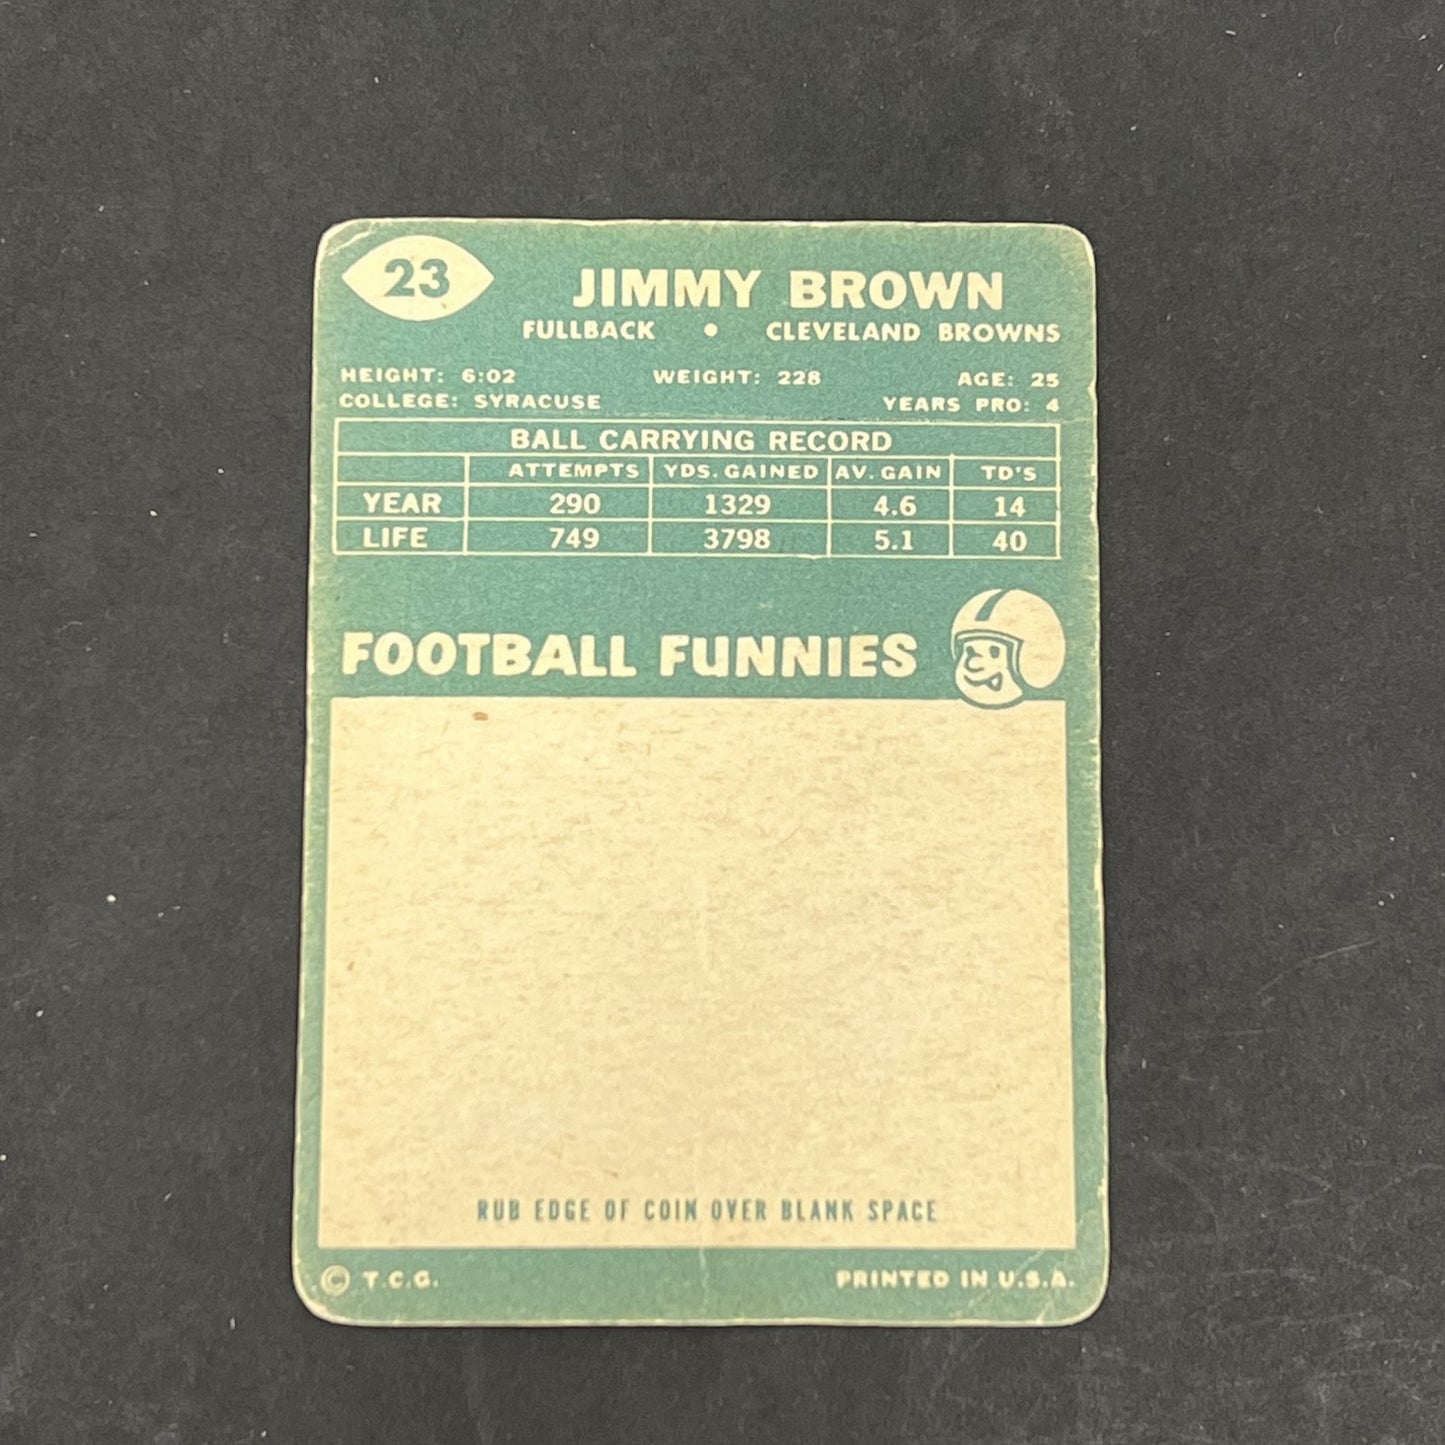 23
JIMMY BROWN
FULLBACK • CLEVELAND BROWNS
HEIGHT: 6:02 WEIGHT: 228 AGE: 25
COLLEGE: SYRACUSE YEARS PRO: 4
BALL CARRYING RECORD
ATTEMPTS YDS. GAINED AV. GAIN TD'S
YEAR 290 1329 4.6 14
LIFE 749 3798 5.1 40
FOOTBALL FUNNIES
RUB EDGE OF COIN OVER BLANK SPACE
© T.C.G. PRINTED IN U.S.A.